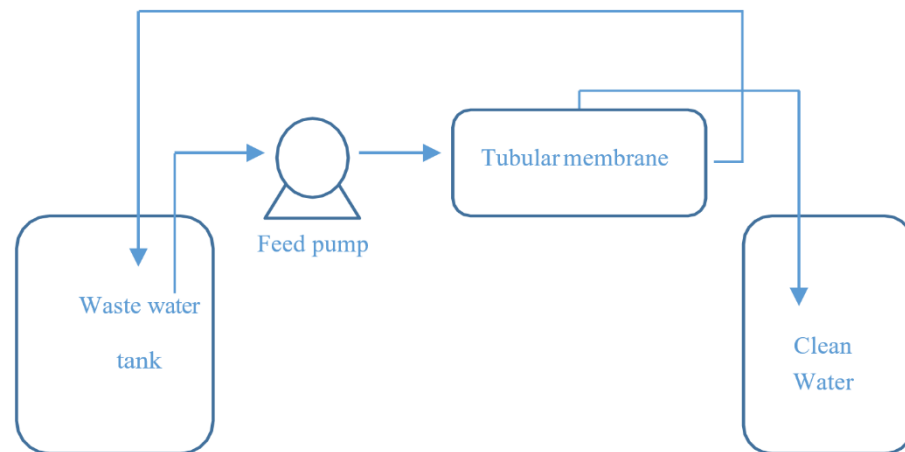 Tubular membrane
Feed pump
Waste water
tank
Clean
Water